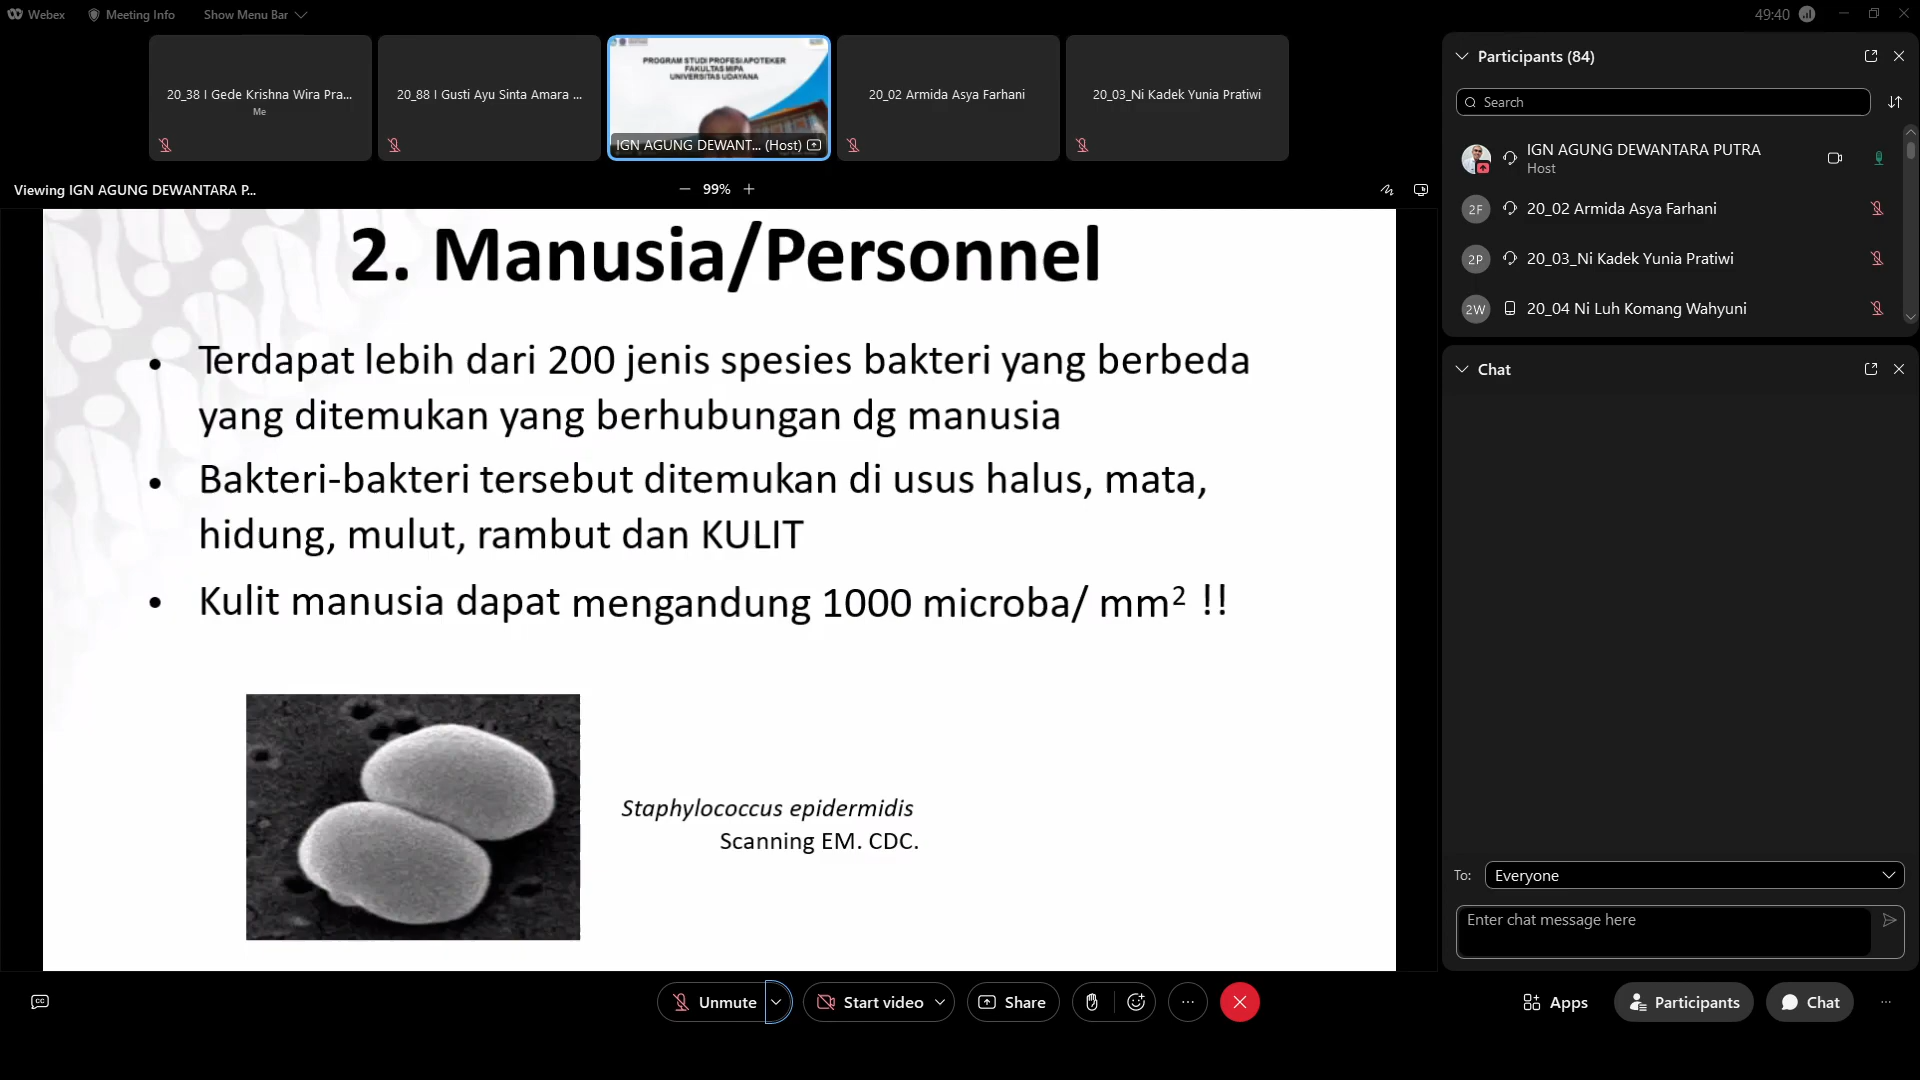 Webex
Meeting Info
Show Menu Bar
49:40
20_38 I Gede Krishna Wira Pra...
Me
20_88 I Gusti Ayu Sinta Amara ...
PROGRAM STUDI PROFESI APOTEKER
FAKULTAS MIPA
UNIVERSITAS UDAYANA
IGN AGUNG DEWANT... (Host)
20_02 Armida Asya Farhani
20_03_Ni Kadek Yunia Pratiwi
Viewing IGN AGUNG DEWANTARA P...
99%
2. Manusia/Personnel
• Terdapat lebih dari 200 jenis spesies bakteri yang berbeda
yang ditemukan yang berhubungan dg manusia
• Bakteri-bakteri tersebut ditemukan di usus halus, mata,
hidung, mulut, rambut dan KULIT
• Kulit manusia dapat mengandung 1000 microba/ mm² !!
Staphylococcus epidermidis
Scanning EM. CDC.
Participants (84)
Search
IGN AGUNG DEWANTARA PUTRA
Host
2F 20_02 Armida Asya Farhani
2P 20_03_Ni Kadek Yunia Pratiwi
2W 20_04 Ni Luh Komang Wahyuni
Chat
To: Everyone
Enter chat message here
CC
Unmute
Start video
Share
Apps
Participants
Chat